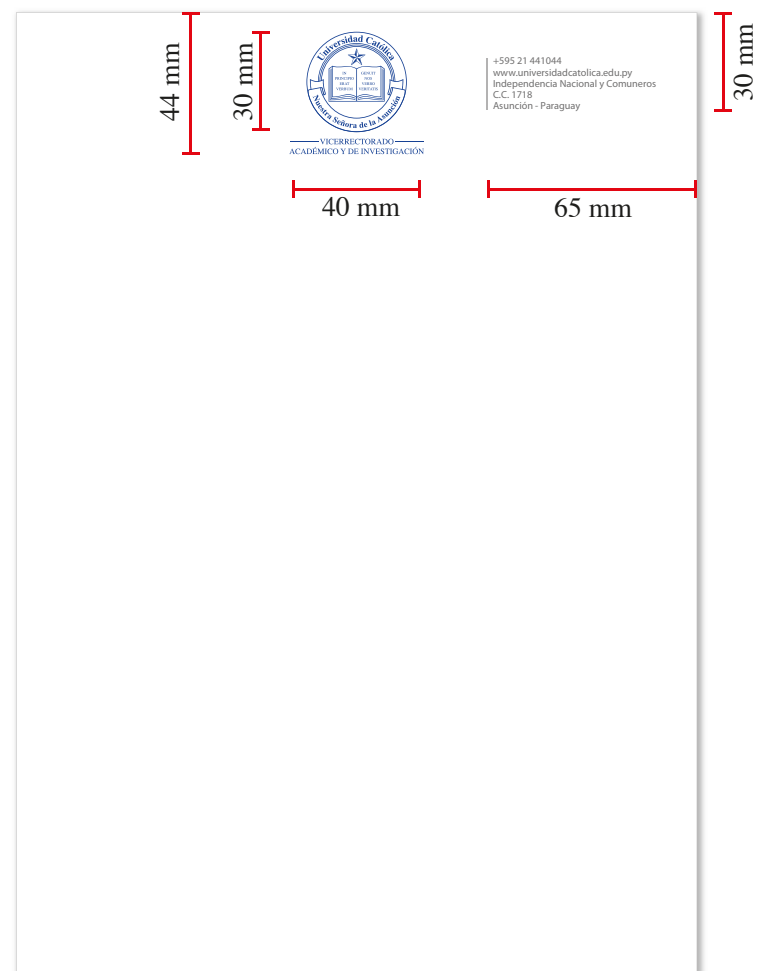 44 mm
30 mm
Universidad Católica
IN
PRINCIPIO
ERAT
VERBUM
GENUIT
NOS
VERBO
VERITATIS
Nuestra Señora de la Asunción
VICERRECTORADO
ACADÉMICO Y DE INVESTIGACIÓN
+595 21 441044
www.universidadcatolica.edu.py
Independencia Nacional y Comuneros
C.C. 1718
Asunción - Paraguay
30 mm
40 mm
65 mm